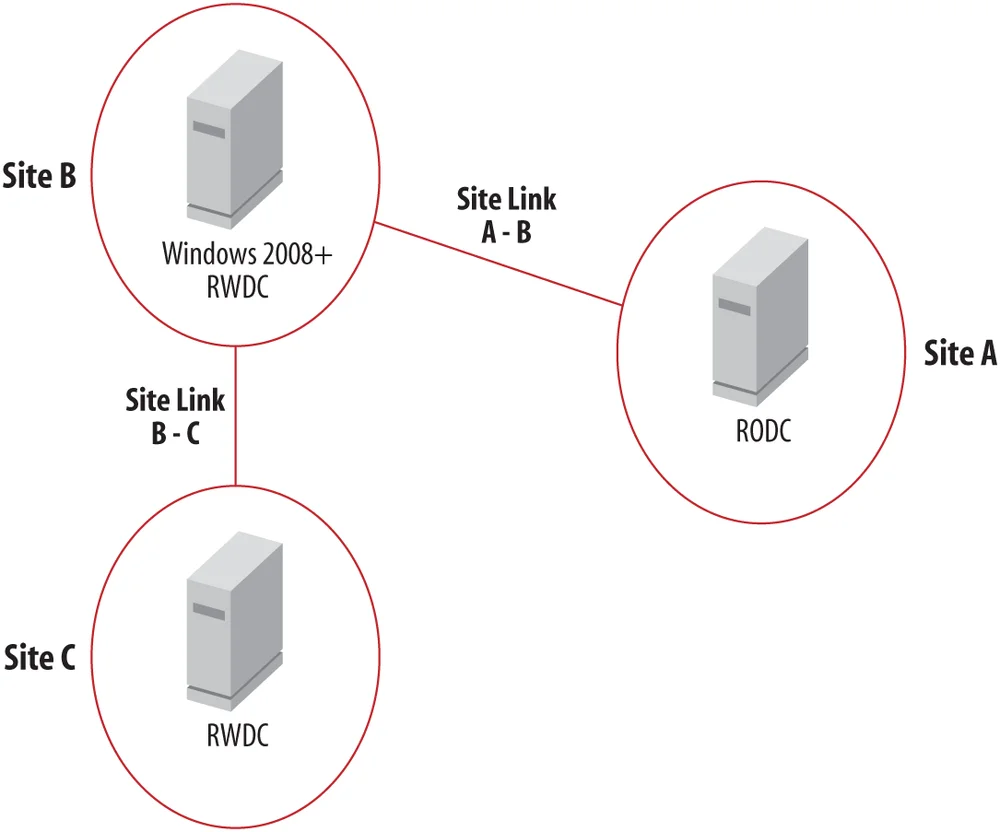 Site B
Windows 2008+
RWDC
Site Link
A - B
Site A
RODC
Site Link
B - C
Site C
RWDC